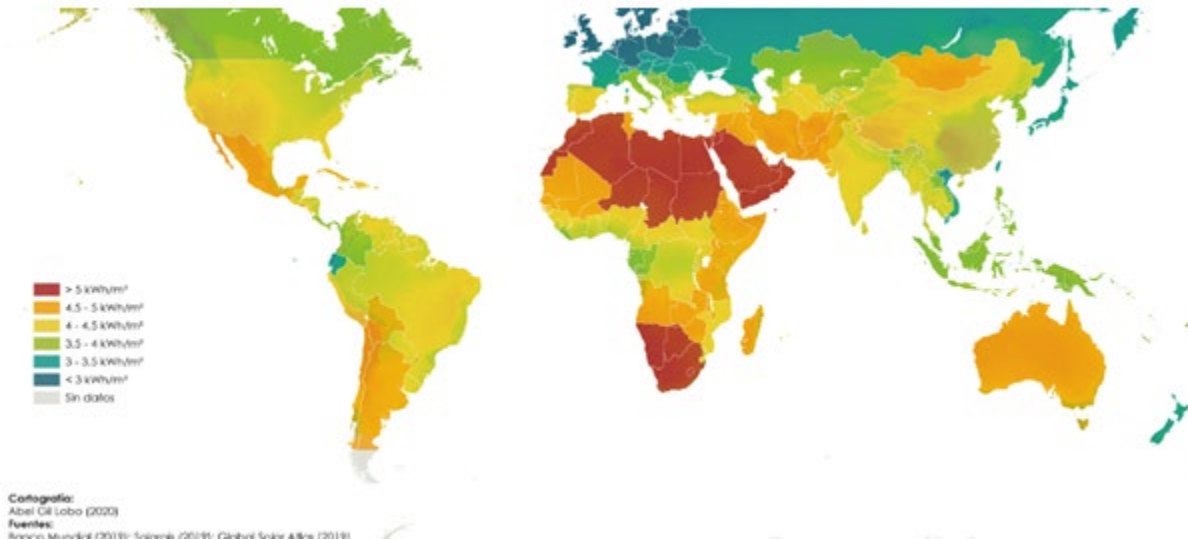 > 5 kWh/m²
4,5 - 5 kWh/m²
4 - 4,5 kWh/m²
3,5 - 4 kWh/m²
3 - 3,5 kWh/m²
< 3 kWh/m²
Sin datos
Cartografía:
Abel Gil Lobo (2020)
Fuentes:
Banco Mundial (2019); Solargis (2019); Global Solar Atlas (2019)